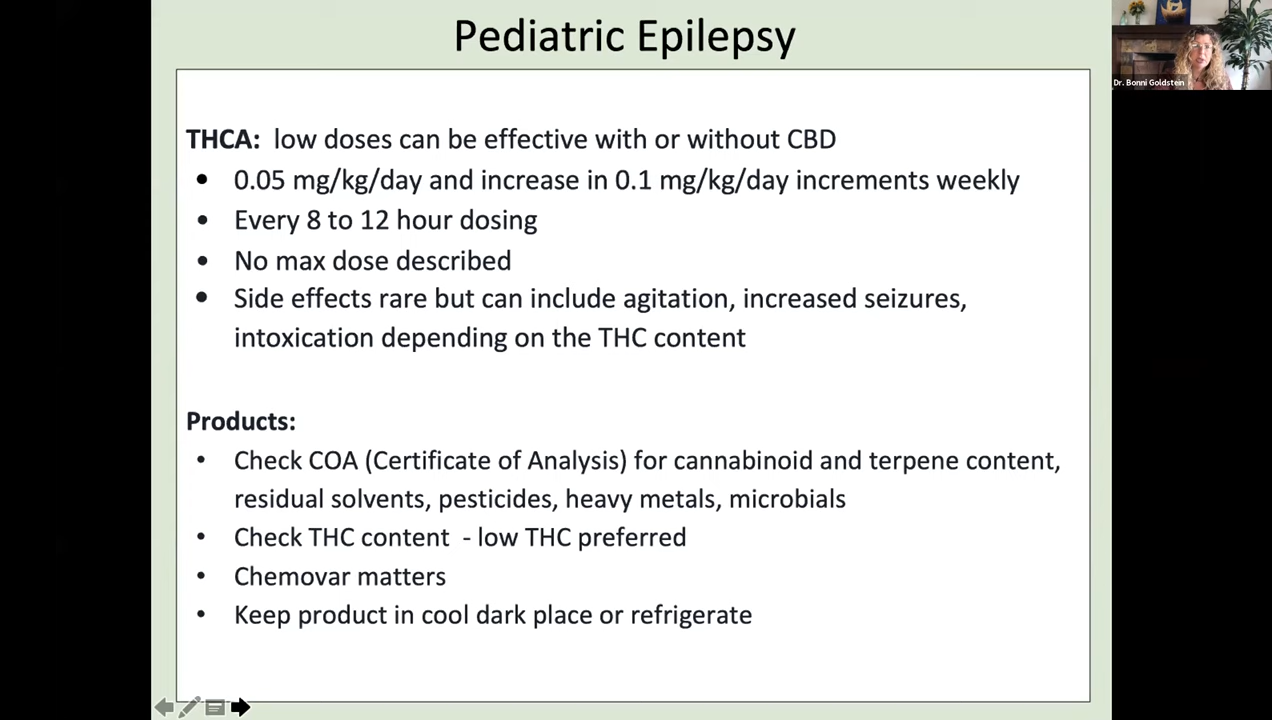 Pediatric Epilepsy
Dr. Bonni Goldstein
THCA: low doses can be effective with or without CBD
• 0.05 mg/kg/day and increase in 0.1 mg/kg/day increments weekly
• Every 8 to 12 hour dosing
• No max dose described
• Side effects rare but can include agitation, increased seizures,
intoxication depending on the THC content
Products:
• Check COA (Certificate of Analysis) for cannabinoid and terpene content,
residual solvents, pesticides, heavy metals, microbials
• Check THC content - low THC preferred
• Chemovar matters
• Keep product in cool dark place or refrigerate